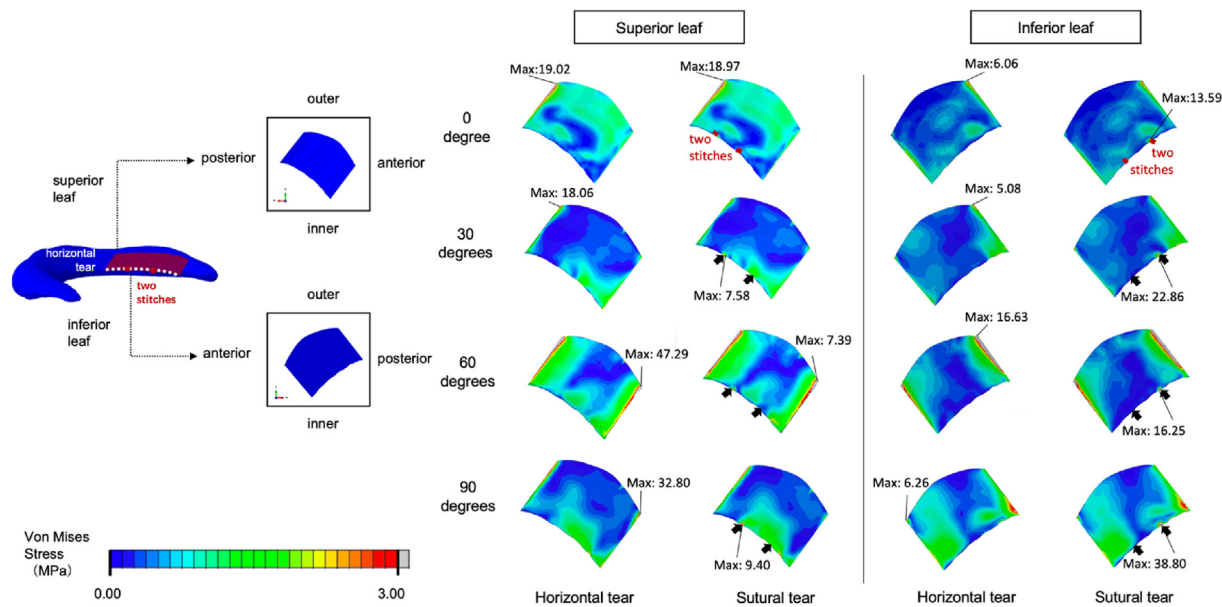 Superior leaf
Inferior leaf
Max:19.02
Max:18.97
Max:6.06
Max:13.59
0
degree
two
stitches
two
stitches
outer
posterior
anterior
inner
superior
leaf
horizontal
tear
two
stitches
inferior
leaf
outer
anterior
posterior
inner
30
degrees
Max: 18.06
Max: 7.58
Max: 5.08
Max: 22.86
60
degrees
Max: 47.29
Max: 7.39
Max: 16.63
Max: 16.25
90
degrees
Max: 32.80
Max: 9.40
Max: 6.26
Max: 38.80
Von Mises
Stress
(MPa)
0.00
3.00
Horizontal tear
Sutural tear
Horizontal tear
Sutural tear